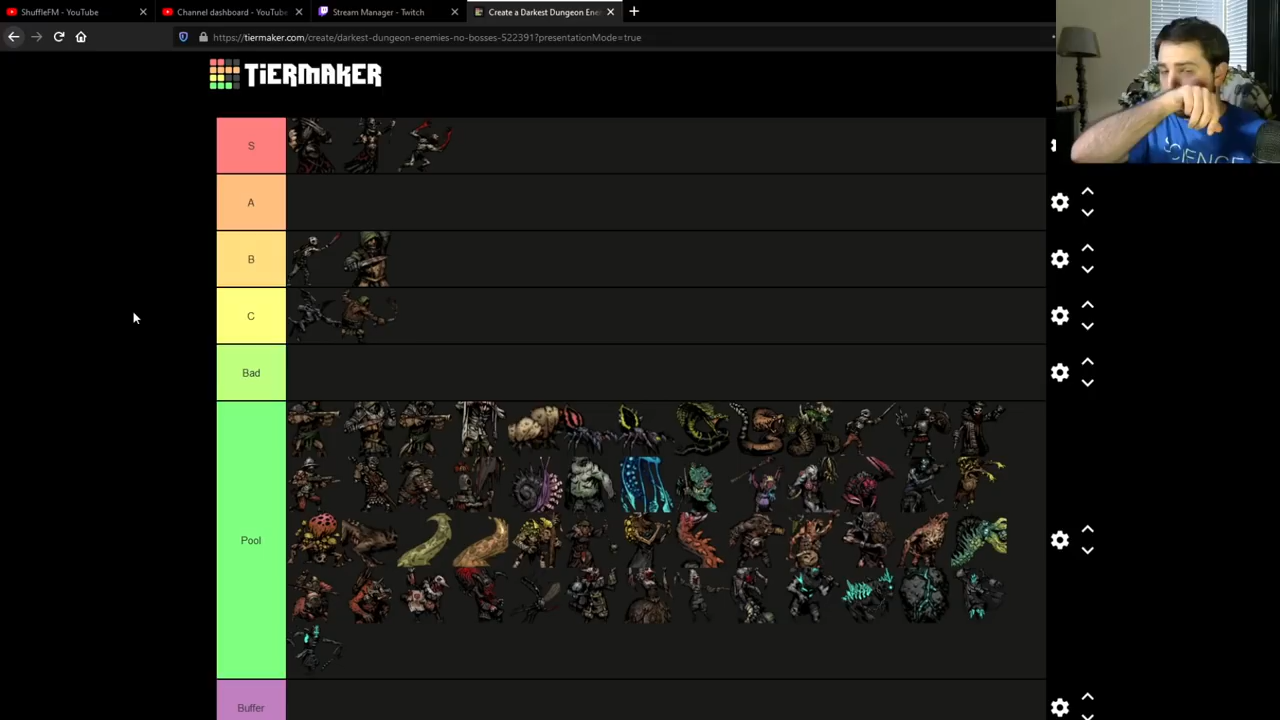 ShuffleFM - YouTube
Channel dashboard - YouTube
Stream Manager - Twitch
Create a Darkest Dungeon Ene
https://tiermaker.com/create/darkest-dungeon-enemies-no-bosses-522391?presentationMode=true
TiERMAKER
S
A
B
C
Bad
Pool
Buffer
SCIENCE